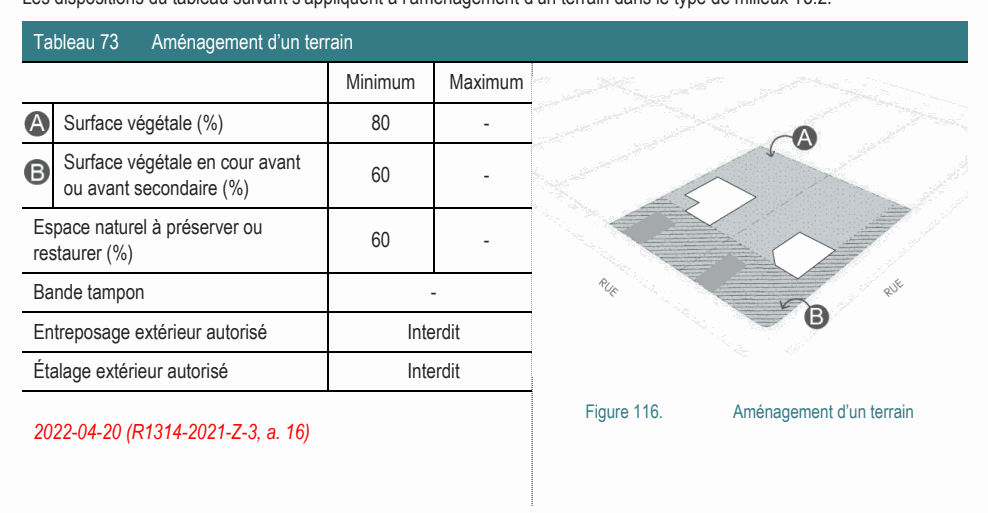 Les dispositions du tableau suivant s'appliquent à l'aménagement d'un terrain dans le type de milieux T6.2.
Tableau 73 Aménagement d'un terrain
Minimum Maximum
A Surface végétale (%) 80 -
B Surface végétale en cour avant
ou avant secondaire (%) 60 -
Espace naturel à préserver ou
restaurer (%) 60 -
Bande tampon -
Entreposage extérieur autorisé Interdit
Étalage extérieur autorisé Interdit
2022-04-20 (R1314-2021-Z-3, a. 16)
A
RUE
RUE
B
Figure 116. Aménagement d'un terrain